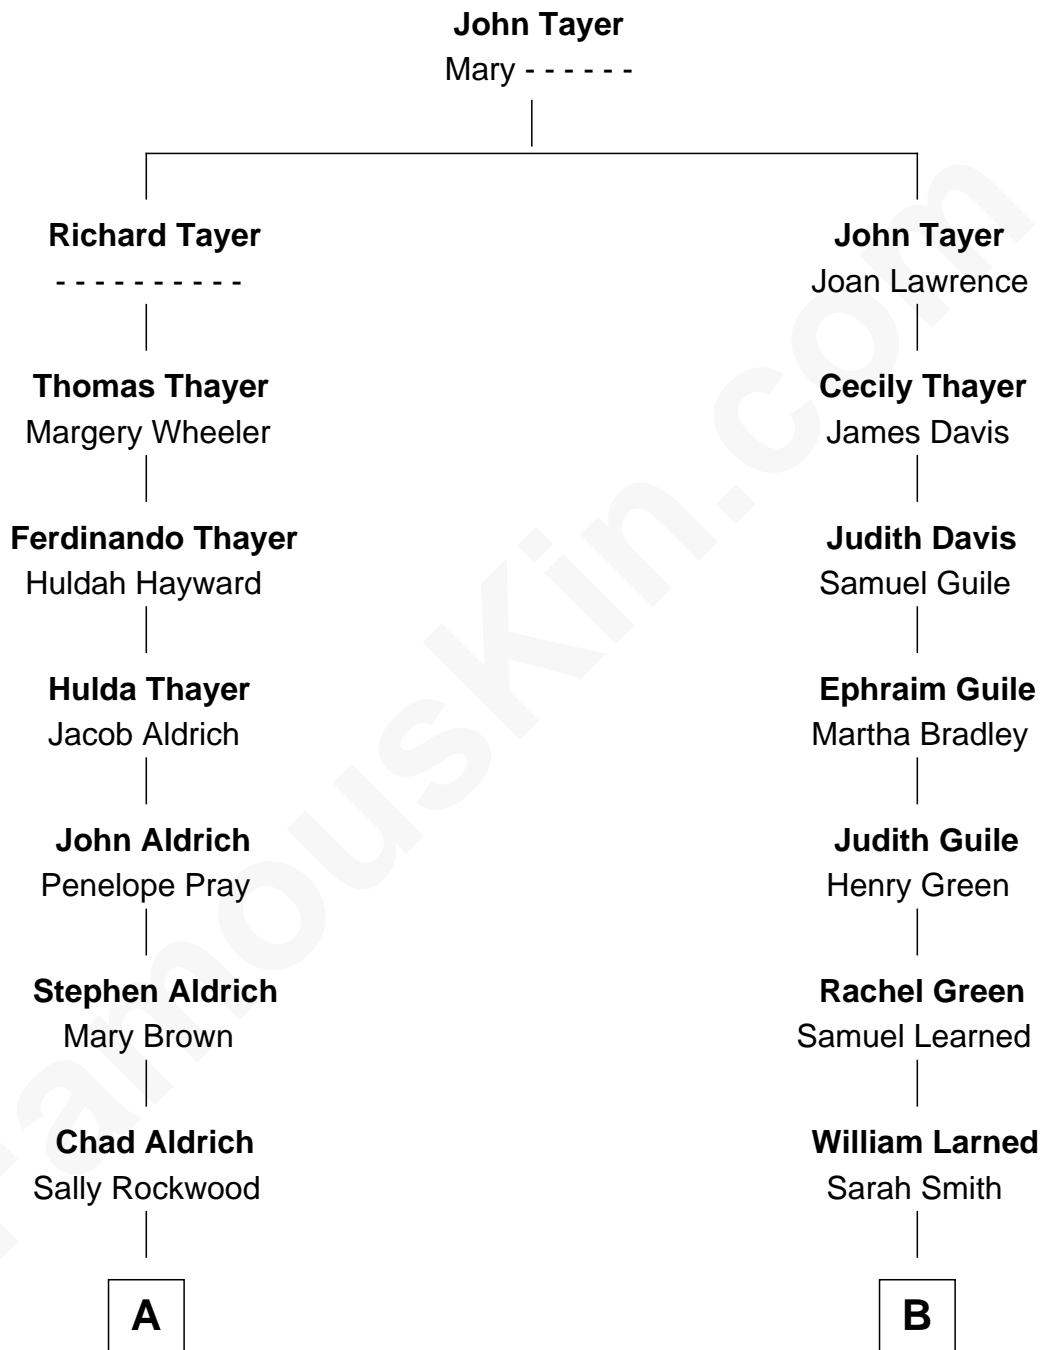 John Tayer
Mary - - - - - -
Richard Tayer
- - - - - - - - - -
John Tayer
Joan Lawrence
Thomas Thayer
Margery Wheeler
Cecily Thayer
James Davis
Ferdinando Thayer
Huldah Hayward
Judith Davis
Samuel Guile
Hulda Thayer
Jacob Aldrich
Ephraim Guile
Martha Bradley
John Aldrich
Penelope Pray
Judith Guile
Henry Green
Stephen Aldrich
Mary Brown
Rachel Green
Samuel Learned
Chad Aldrich
Sally Rockwood
William Larned
Sarah Smith
A
B
FamousKin.com